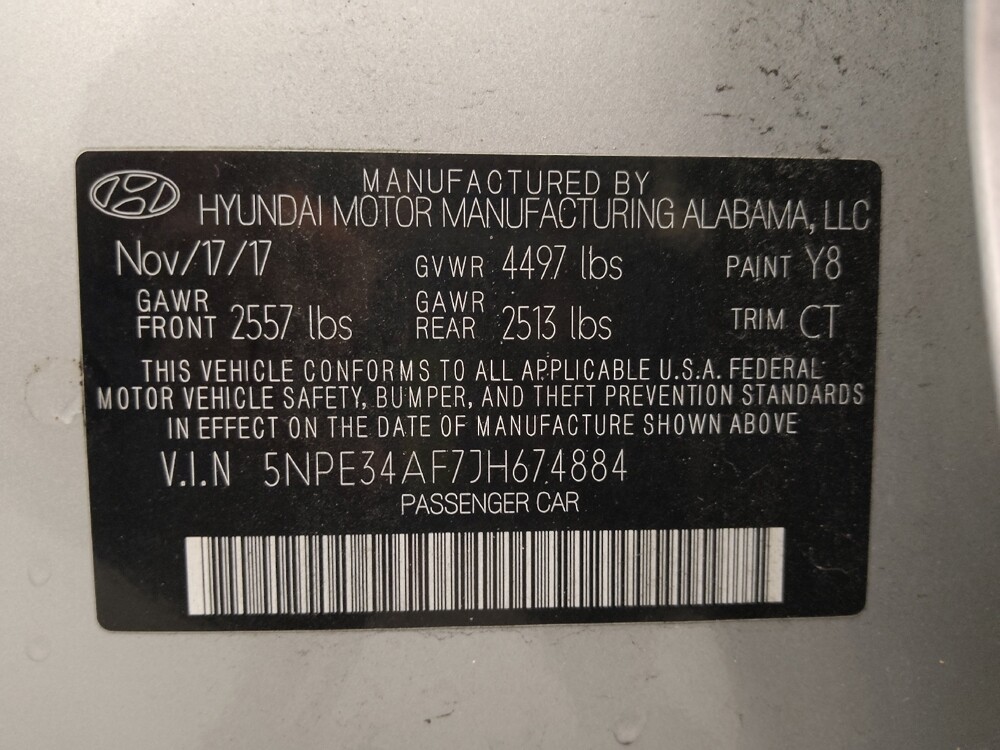 MANUFACTURED BY
HYUNDAI MOTOR MANUFACTURING ALABAMA, LLC
Nov/17/17 GVWR 4497 lbs PAINT Y8
GAWR FRONT 2557 lbs GAWR REAR 2513 lbs TRIM CT
THIS VEHICLE CONFORMS TO ALL APPLICABLE U.S.A. FEDERAL
MOTOR VEHICLE SAFETY, BUMPER, AND THEFT PREVENTION STANDARDS
IN EFFECT ON THE DATE OF MANUFACTURE SHOWN ABOVE
V.I.N 5NPE34AF7JH674884
PASSENGER CAR